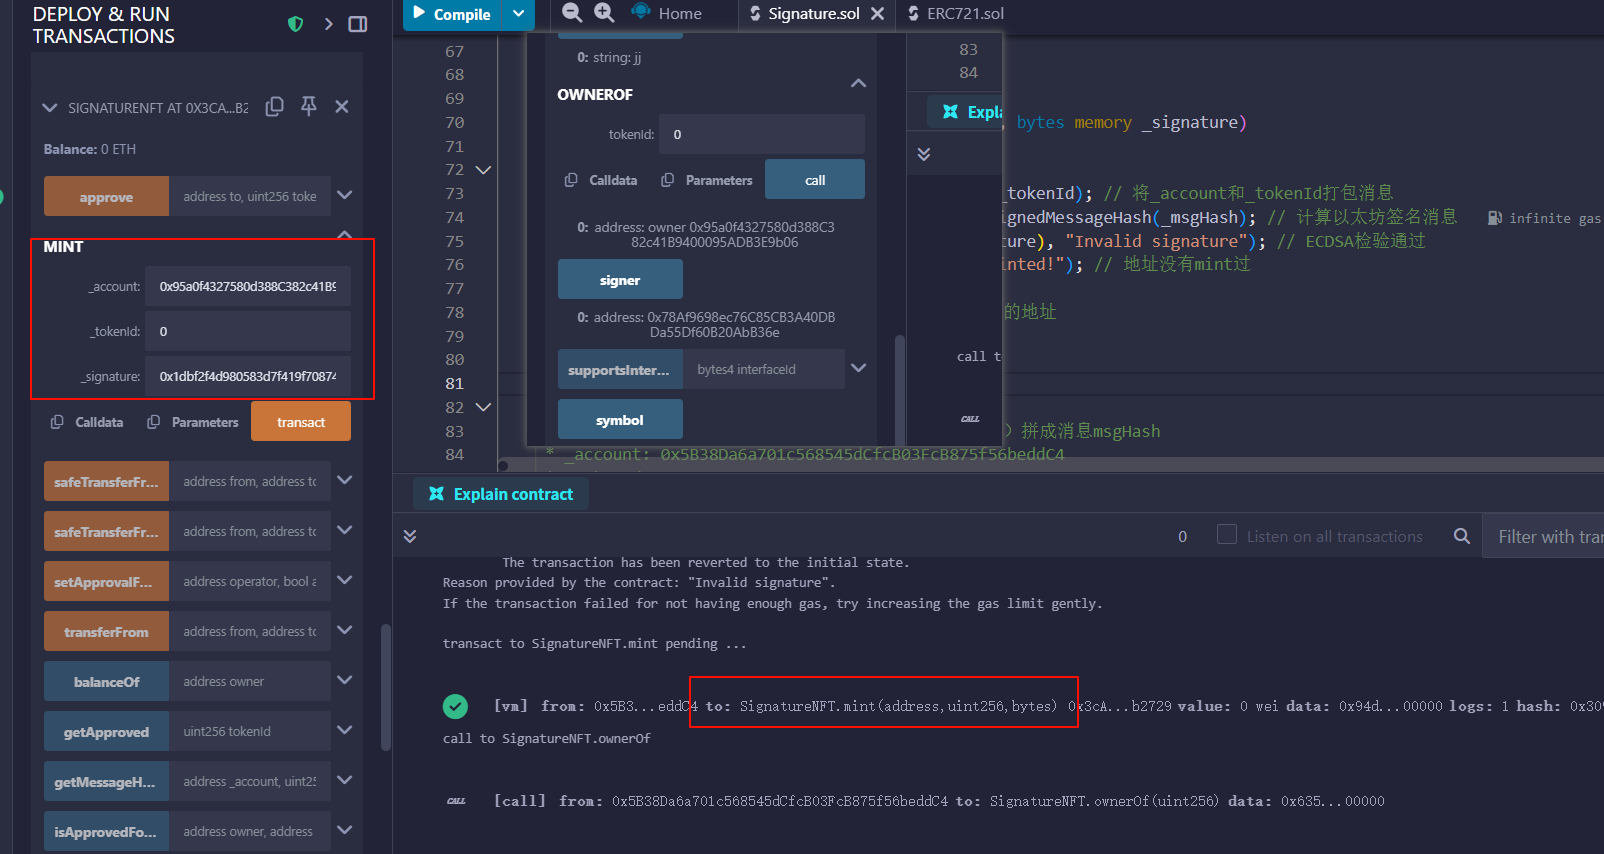 DEPLOY & RUN
TRANSACTIONS
SIGNATURENFT AT 0X3CA...B2
Balance: 0 ETH
approve
address to, uint256 toke
MINT
_account:
0x95a0f4327580d388C382c41B9
_tokenId:
0
_signature:
0x1dbf2f4d980583d7f419f70874
Calldata
Parameters
transact
safeTransferFr...
address from, address to
safeTransferFr...
address from, address to
setApprovalF...
address operator, bool a
transferFrom
address from, address to
balanceOf
address owner
getApproved
uint256 tokenId
getMessageH...
address _account, uint25
isApprovedFo...
address owner, address
Compile
Home
Signature.sol
ERC721.sol
67
68
69
70
71
72
73
74
75
76
77
78
79
80
81
82
83
84
0: string: jj
OWNEROF
tokenId:
0
Calldata
Parameters
call
0: address: owner 0x95a0f4327580d388C3
82c41B9400095ADB3E9b06
signer
0: address: 0x78Af9698ec76C85CB3A40DB
Da55Df60B20AbB36e
supportsInter...
bytes4 interfaceId
symbol
83
84
Expla
call t
CALL
bytes memory _signature)
_tokenId); // 将_account和_tokenId打包消息
ignedMessageHash(_msgHash); // 计算以太坊签名消息
infinite gas
ture), "Invalid signature"); // ECDSA检验通过
inted!"); // 地址没有mint过
的地址
) 拼成消息msgHash
* _account: 0x5B38Da6a701c568545dCfcB03FcB875f56beddC4
Explain contract
0
Listen on all transactions
Filter with tran
The transaction has been reverted to the initial state.
Reason provided by the contract: "Invalid signature".
If the transaction failed for not having enough gas, try increasing the gas limit gently.
transact to SignatureNFT.mint pending ...
[vm] from: 0x5B3...eddC4 to: SignatureNFT.mint(address,uint256,bytes) 0x3cA...b2729 value: 0 wei data: 0x94d...00000 logs: 1 hash: 0x309
call to SignatureNFT.ownerOf
CALL
[call] from: 0x5B38Da6a701c568545dCfcB03FcB875f56beddC4 to: SignatureNFT.ownerOf(uint256) data: 0x635...00000